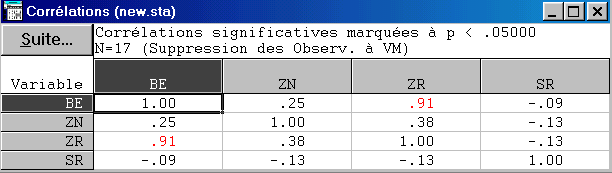 Corrélations (new.sta)
Suite...
Corrélations significatives marquées à p < .05000
N=17 (Suppression des Observ. à VM)
Variable BE ZN ZR SR
BE 1.00 .25 .91 -.09
ZN .25 1.00 .38 -.13
ZR .91 .38 1.00 -.13
SR -.09 -.13 -.13 1.00